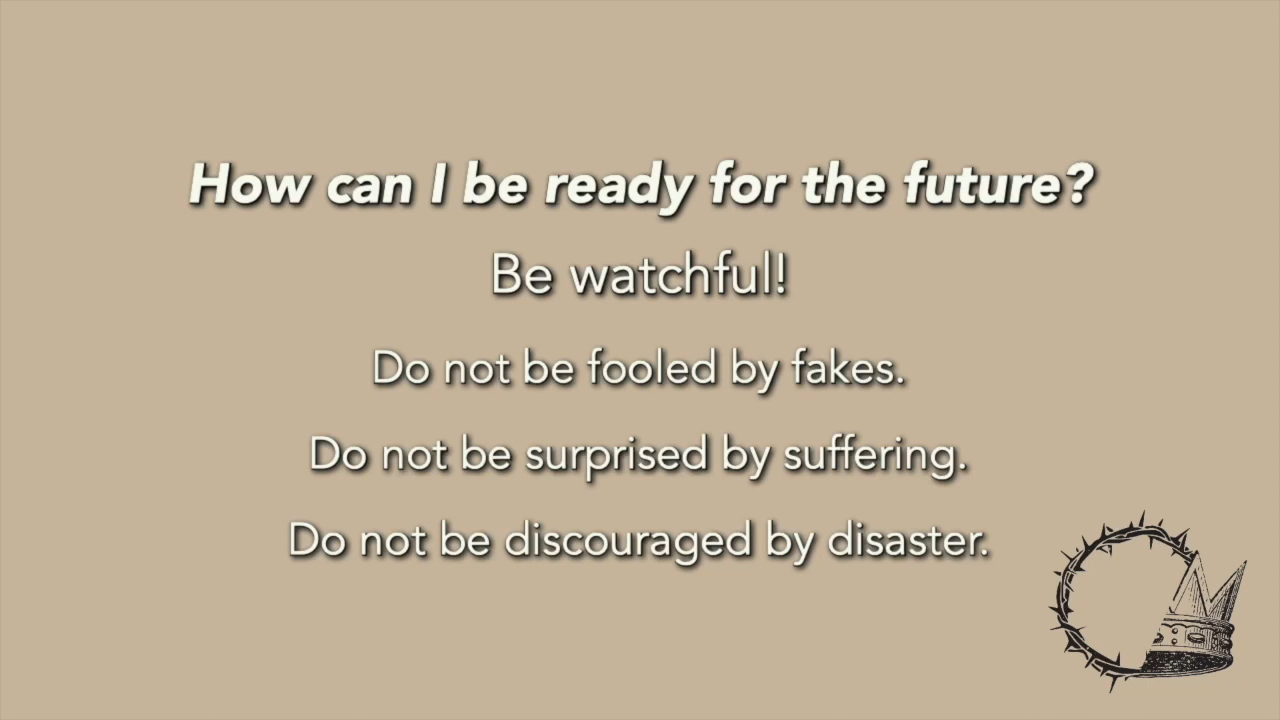 How can I be ready for the future?
Be watchful!
Do not be fooled by fakes.
Do not be surprised by suffering.
Do not be discouraged by disaster.